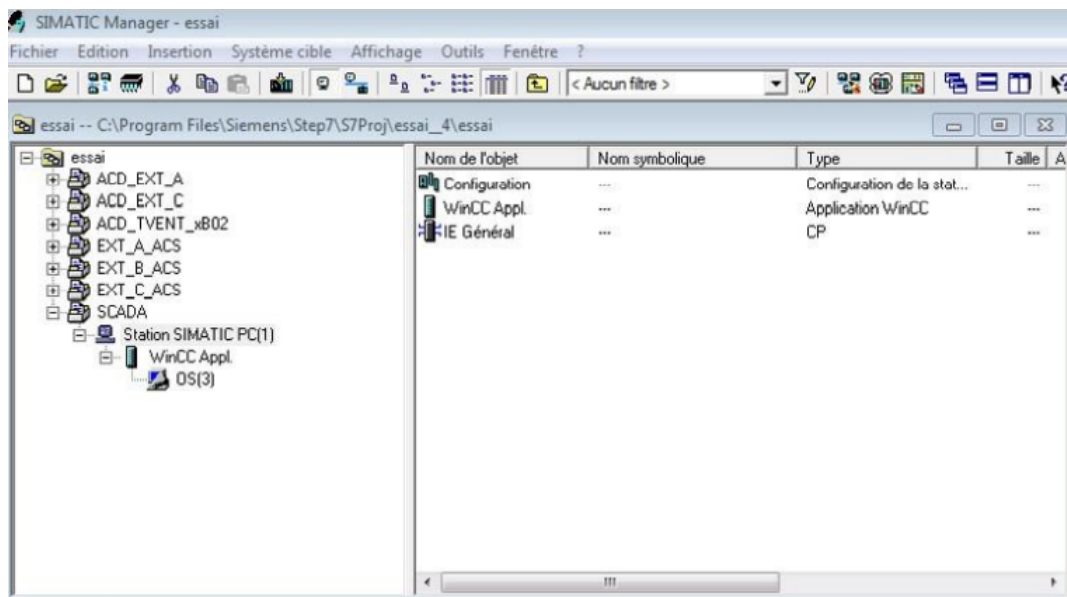 SIMATIC Manager - essai
Fichier Edition Insertion Système cible Affichage Outils Fenêtre ?
< Aucun filtre >
essai -- C:\Program Files\Siemens\Step7\S7Proj\essai_4\essai
essai
ACD_EXT_A
ACD_EXT_C
ACD_TVENT_xB02
EXT_A_ACS
EXT_B_ACS
EXT_C_ACS
SCADA
Station SIMATIC PC(1)
WinCC Appl.
OS(3)
Nom de l'objet Nom symbolique Type Taille A
Configuration --- Configuration de la stat... ---
WinCC Appl. --- Application WinCC ---
IE Général --- CP ---